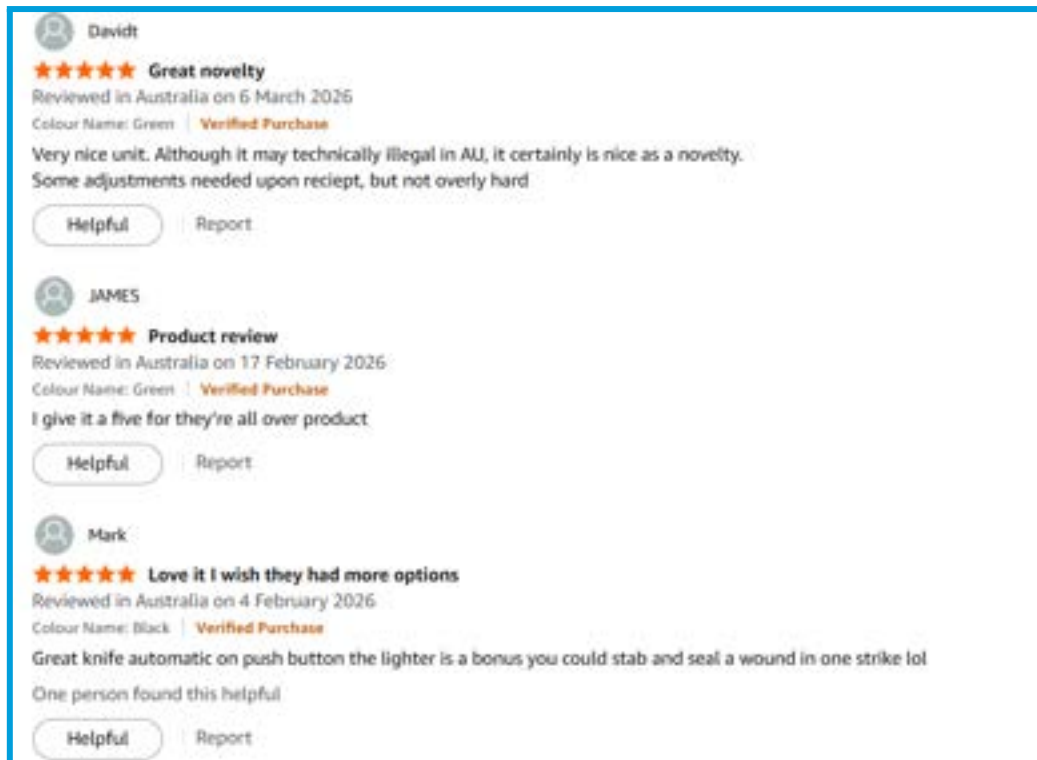 Davidt
Great novelty
Reviewed in Australia on 6 March 2026
Colour Name: Green | Verified Purchase
Very nice unit. Although it may technically illegal in AU, it certainly is nice as a novelty.
Some adjustments needed upon reciept, but not overly hard
Helpful | Report
JAMES
Product review
Reviewed in Australia on 17 February 2026
Colour Name: Green | Verified Purchase
I give it a five for they're all over product
Helpful | Report
Mark
Love it I wish they had more options
Reviewed in Australia on 4 February 2026
Colour Name: Black | Verified Purchase
Great knife automatic on push button the lighter is a bonus you could stab and seal a wound in one strike lol
One person found this helpful
Helpful | Report